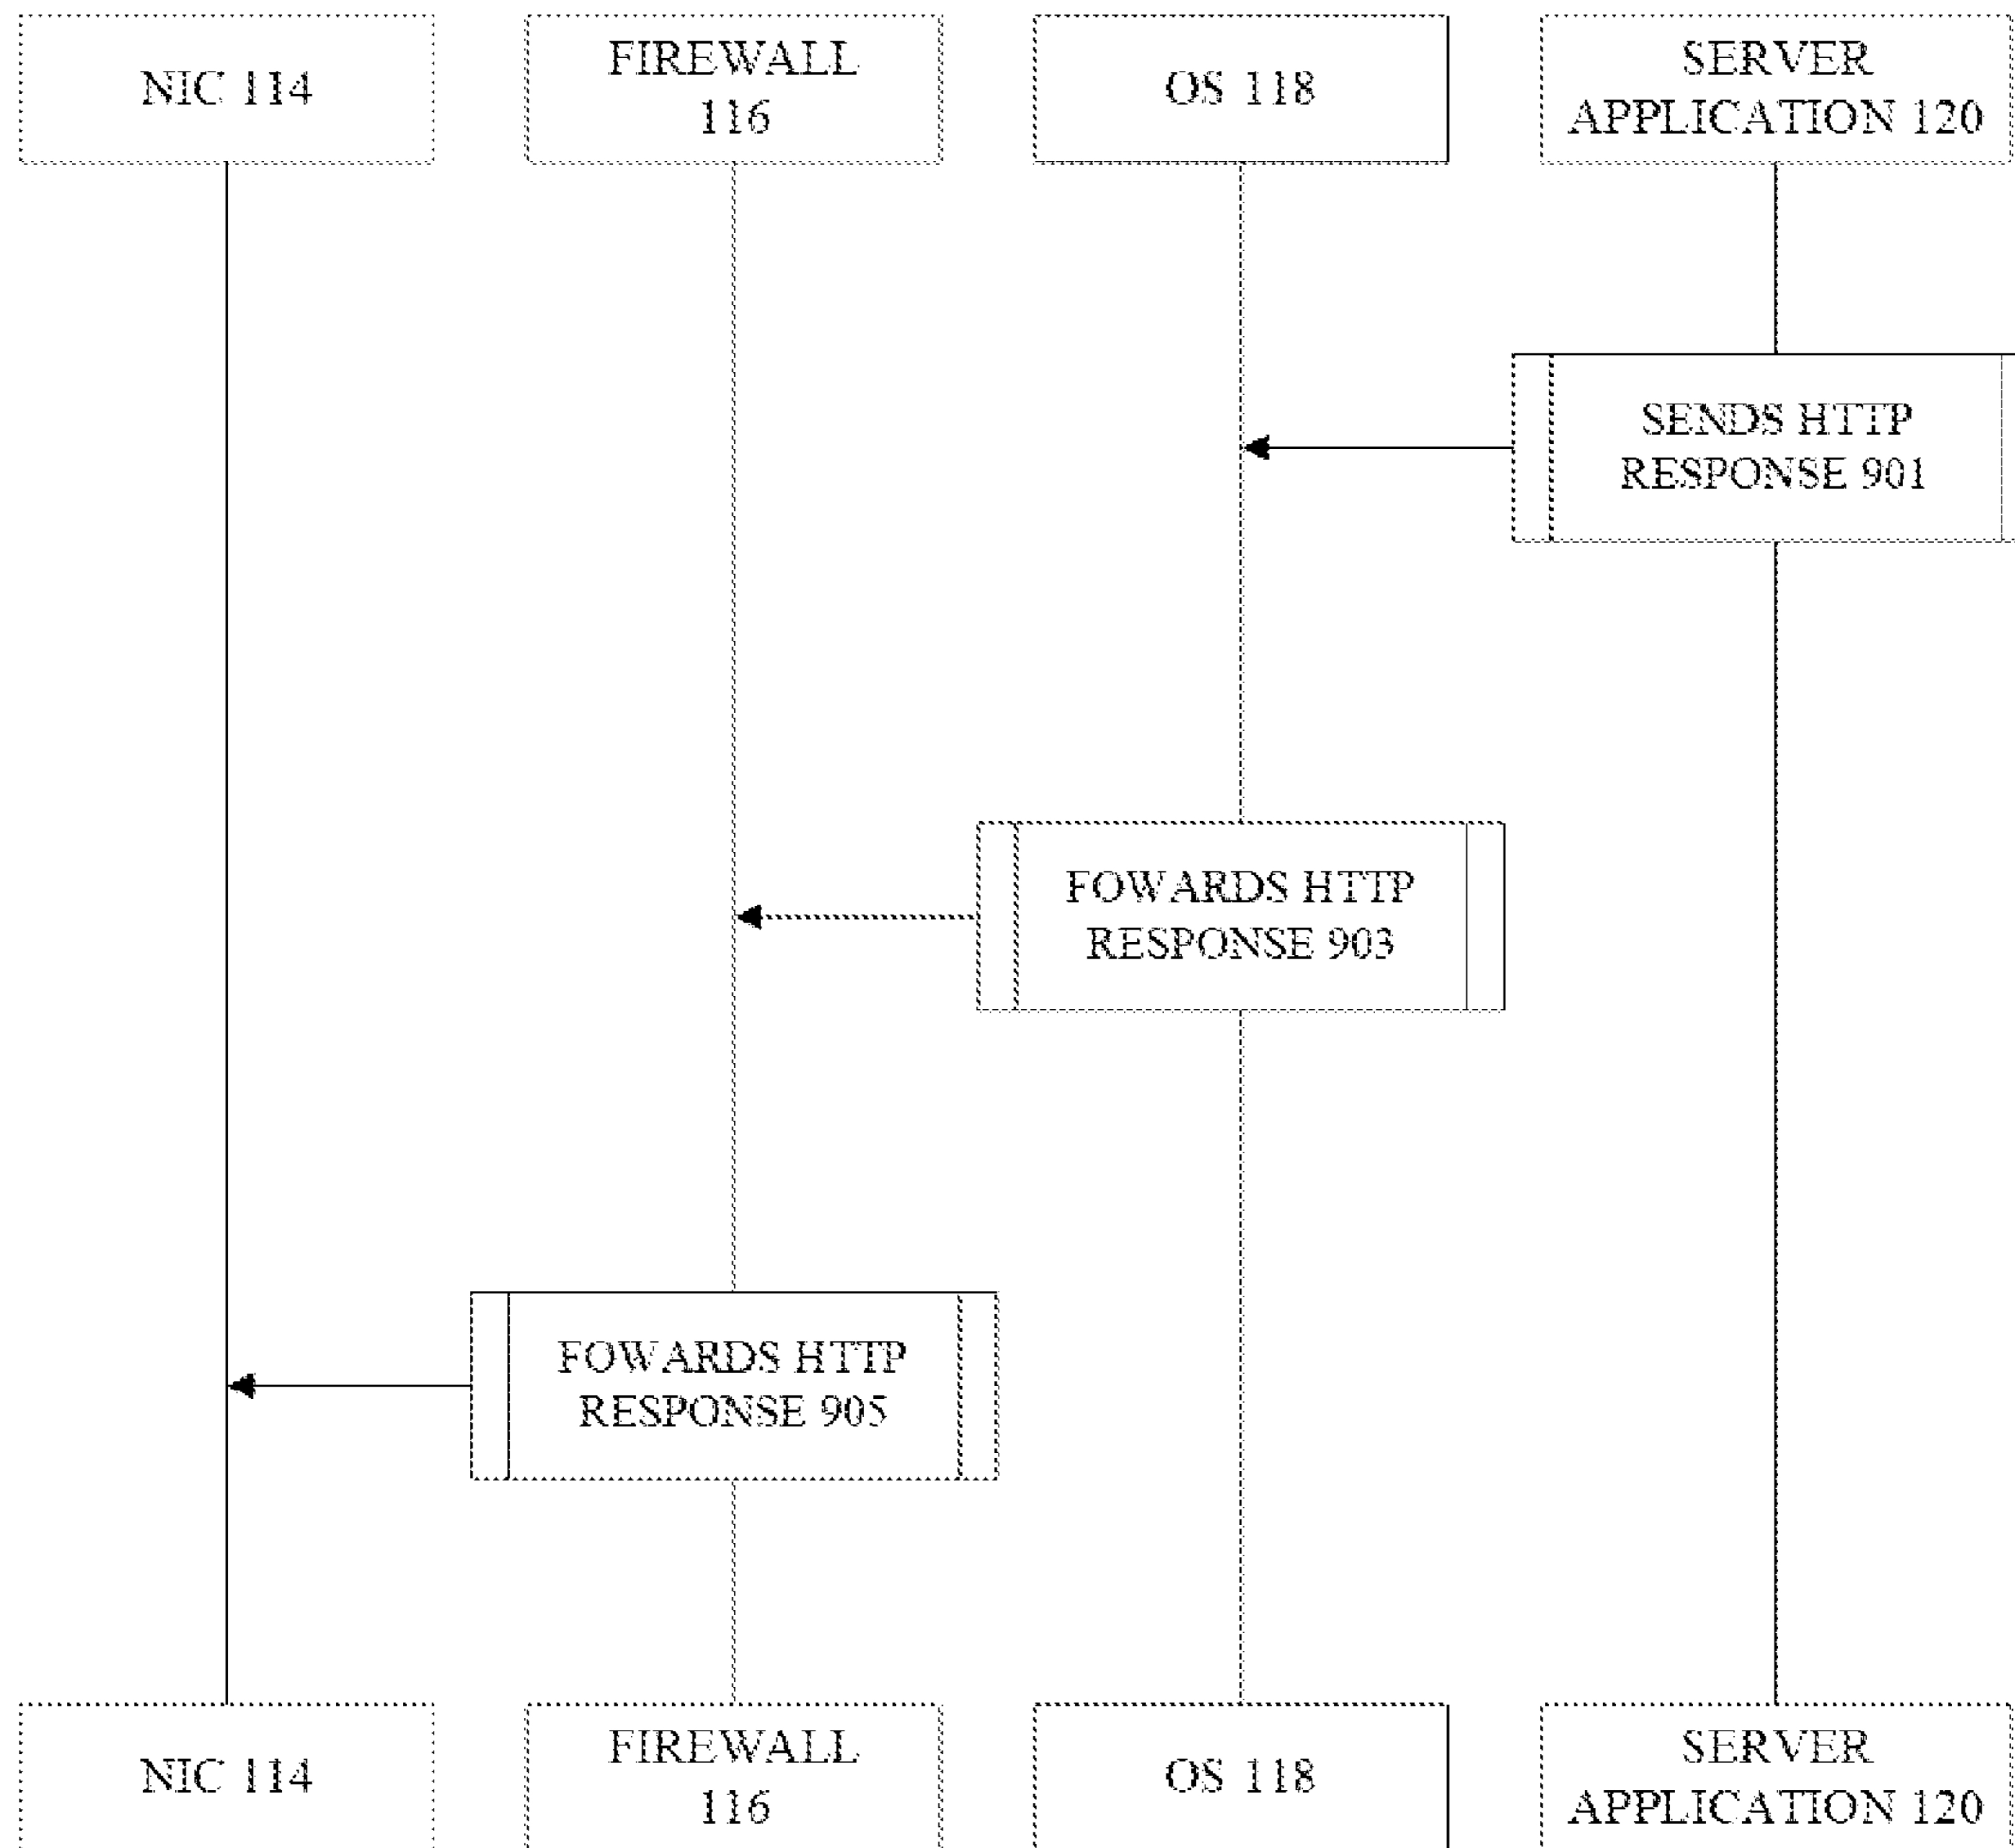 NIC 114
FIREWALL
116
OS 118
SERVER
APPLICATION 120
SENDS HTTP
RESPONSE 901
FOWARDS HTTP
RESPONSE 903
FOWARDS HTTP
RESPONSE 905
NIC 114
FIREWALL
116
OS 118
SERVER
APPLICATION 120